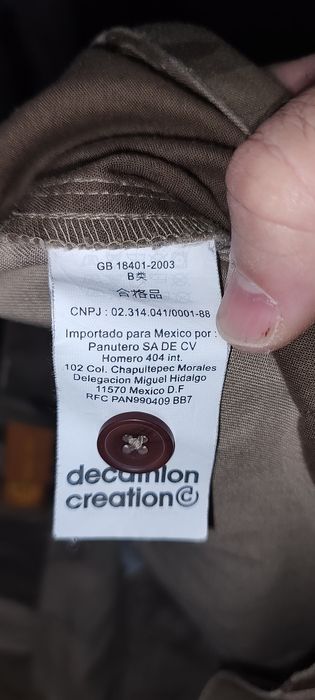 GB 18401-2003
B类
合格品
CNPJ : 02.314.041/0001-88
Importado para Mexico por :
Panutero SA DE CV
Homero 404 int.
102 Col. Chapultepec Morales
Delegacion Miguel Hidalgo
11570 Mexico D.F
RFC PAN990409 BB7
decathlon
creation